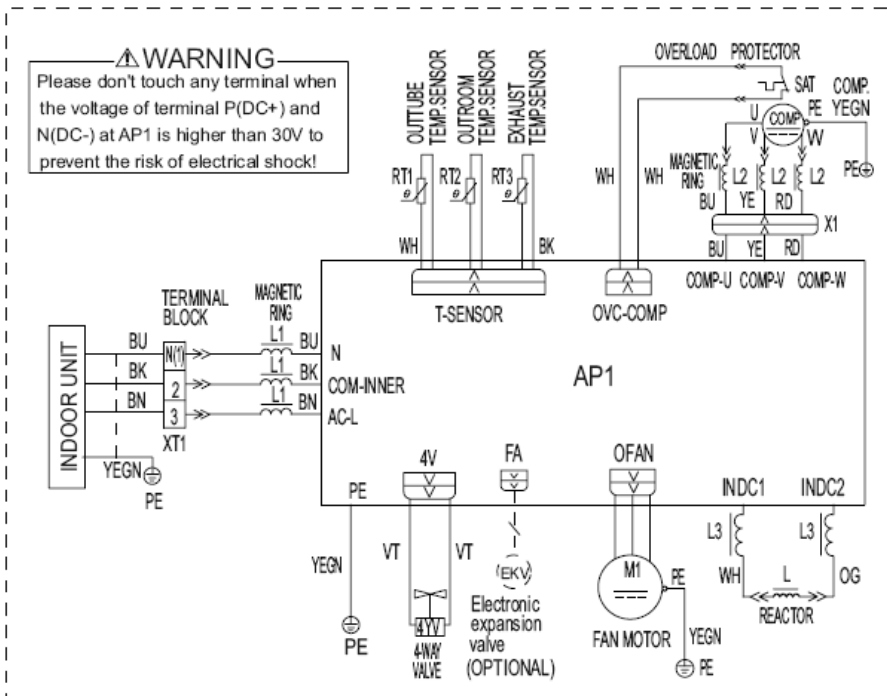 ⚠WARNING
Please don't touch any terminal when
the voltage of terminal P(DC+) and
N(DC-) at AP1 is higher than 30V to
prevent the risk of electrical shock!
OUTTUBE
TEMP.SENSOR
OUTROOM
TEMP.SENSOR
EXHAUST
TEMP.SENSOR
RT1
θ
RT2
θ
RT3
θ
WH
BK
T-SENSOR
OVERLOAD PROTECTOR
SAT
COMP.
YEGN
PE
U
COMP
V
W
PE
WH
WH
MAGNETIC
RING
L2
L2
L2
BU
YE
RD
X1
BU
YE
RD
COMP-U
COMP-V
COMP-W
OVC-COMP
AP1
INDOOR UNIT
TERMINAL
BLOCK
MAGNETIC
RING
BU
N(1)
L1
BU
N
BK
2
L1
BK
COM-INNER
BN
3
L1
BN
AC-L
XT1
YEGN
PE
PE
YEGN
PE
4V
VT
VT
4YV
4-WAY
VALVE
FA
EKV
Electronic
expansion
valve
(OPTIONAL)
OFAN
M1
PE
FAN MOTOR
YEGN
PE
INDC1
INDC2
L3
L3
WH
L
OG
REACTOR